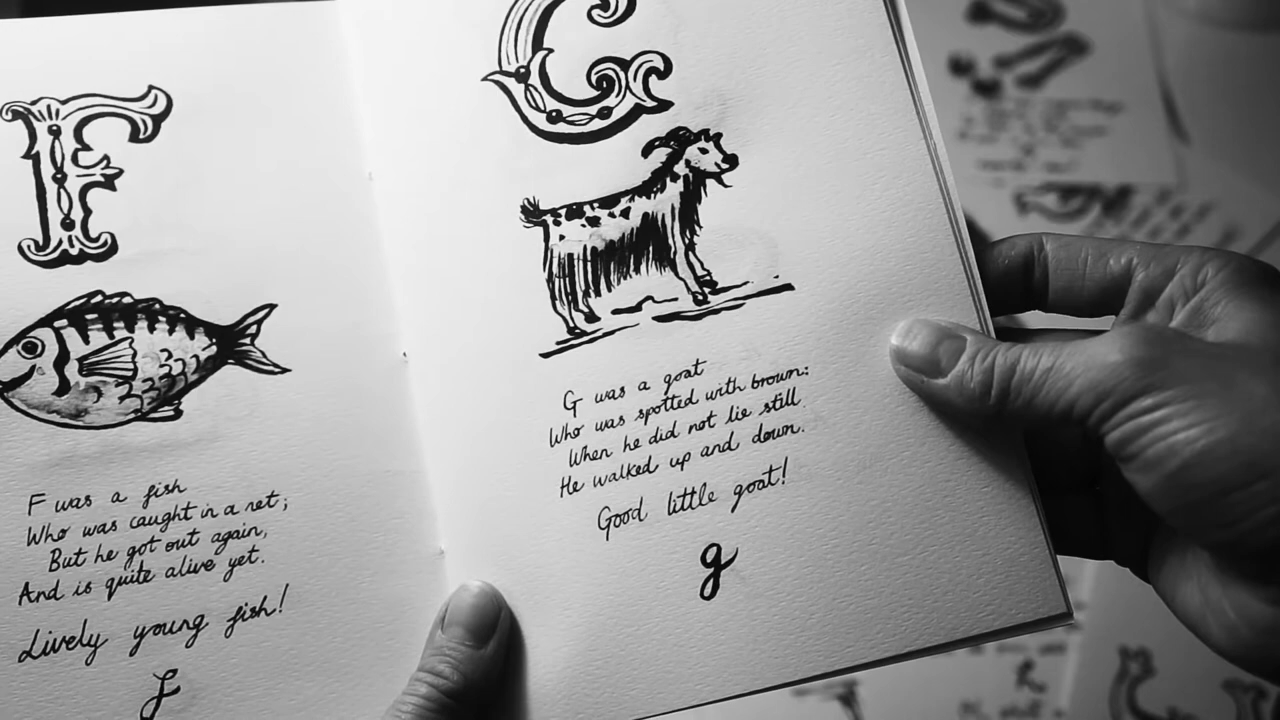 F
F was a fish
Who was caught in a net;
But he got out again,
And is quite alive yet.
Lively young fish!
f
G
G was a goat
Who was spotted with brown:
When he did not lie still
He walked up and down.
Good little goat!
g